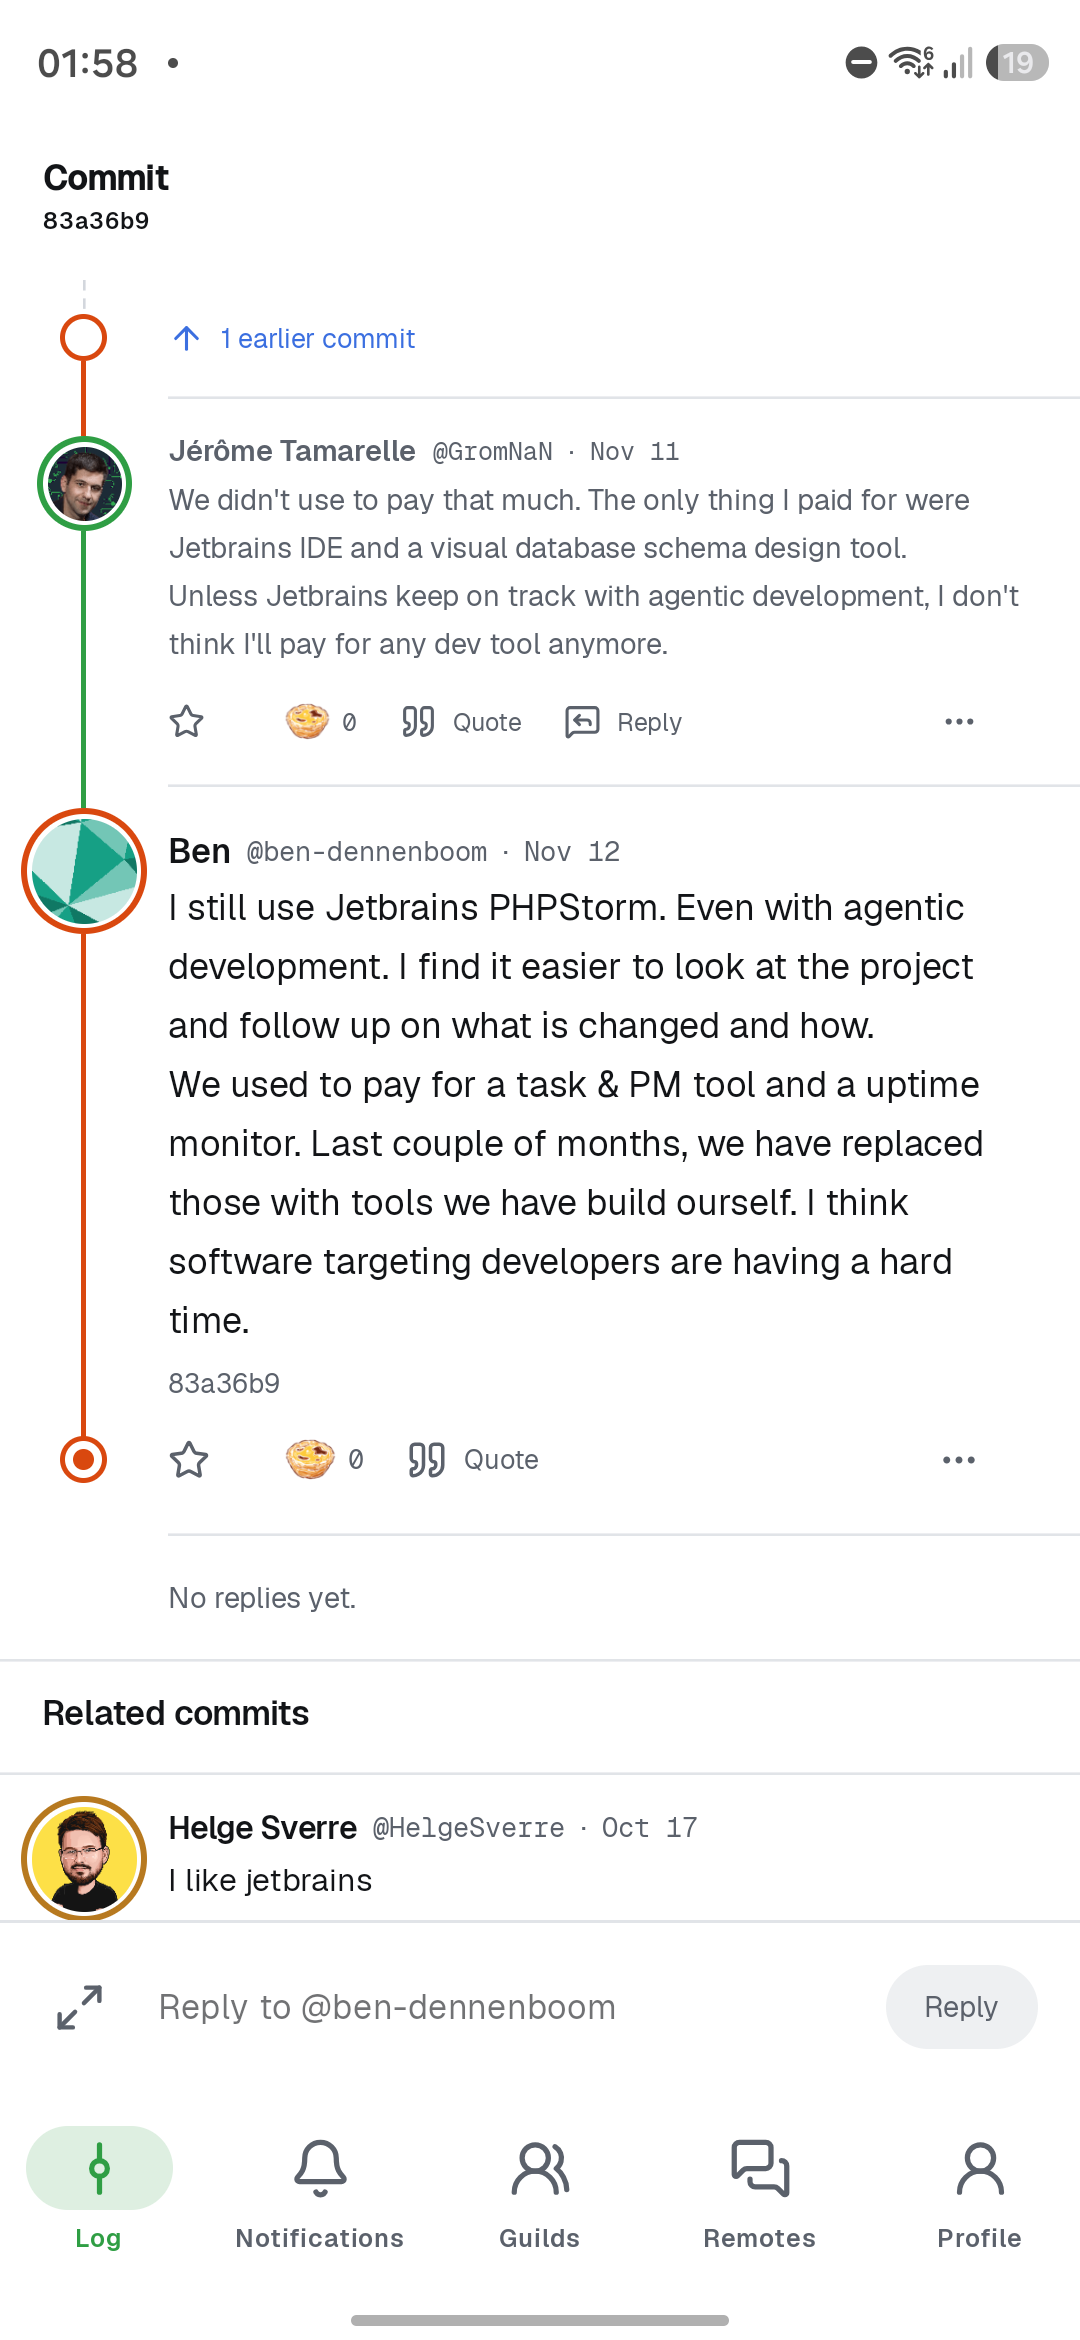 01:58
6
19
Commit
83a36b9
1 earlier commit
Jérôme Tamarelle @GromNaN · Nov 11
We didn't use to pay that much. The only thing I paid for were
Jetbrains IDE and a visual database schema design tool.
Unless Jetbrains keep on track with agentic development, I don't
think I'll pay for any dev tool anymore.
0 Quote Reply
Ben @ben-dennenboom · Nov 12
I still use Jetbrains PHPStorm. Even with agentic
development. I find it easier to look at the project
and follow up on what is changed and how.
We used to pay for a task & PM tool and a uptime
monitor. Last couple of months, we have replaced
those with tools we have build ourself. I think
software targeting developers are having a hard
time.
83a36b9
0 Quote
No replies yet.
Related commits
Helge Sverre @HelgeSverre · Oct 17
I like jetbrains
Reply to @ben-dennenboom Reply
Log Notifications Guilds Remotes Profile